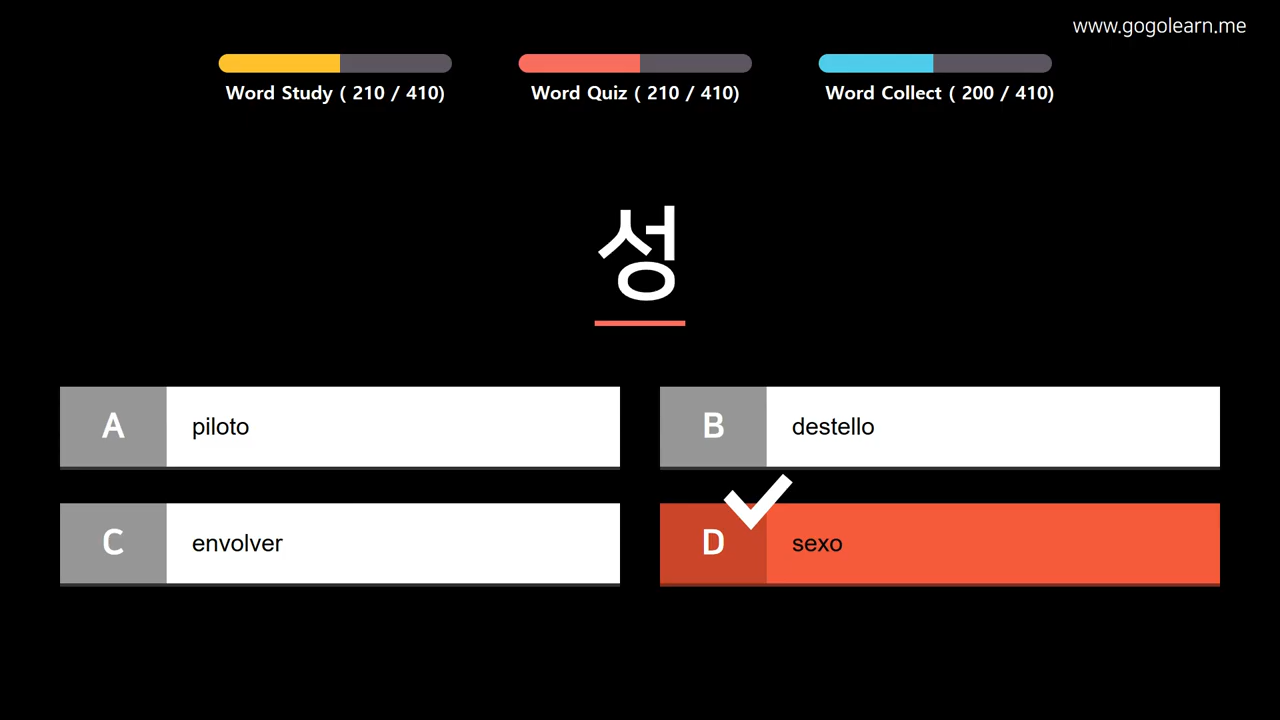 www.gogolearn.me
Word Study ( 210 / 410)
Word Quiz ( 210 / 410)
Word Collect ( 200 / 410)
성
A piloto
B destello
C envolver
D sexo